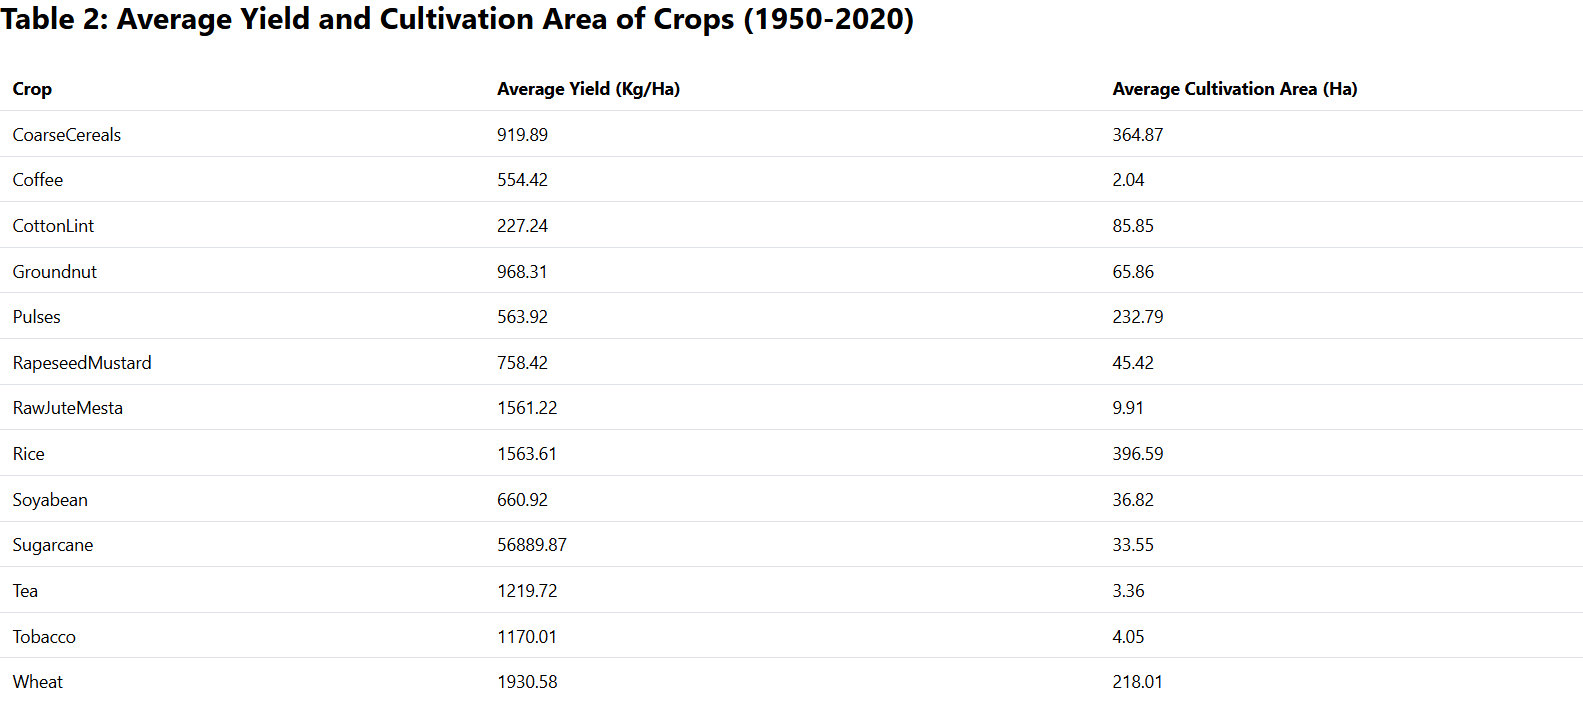 Table 2: Average Yield and Cultivation Area of Crops (1950-2020)
Crop Average Yield (Kg/Ha) Average Cultivation Area (Ha)
CoarseCereals 919.89 364.87
Coffee 554.42 2.04
CottonLint 227.24 85.85
Groundnut 968.31 65.86
Pulses 563.92 232.79
RapeseedMustard 758.42 45.42
RawJuteMesta 1561.22 9.91
Rice 1563.61 396.59
Soyabean 660.92 36.82
Sugarcane 56889.87 33.55
Tea 1219.72 3.36
Tobacco 1170.01 4.05
Wheat 1930.58 218.01